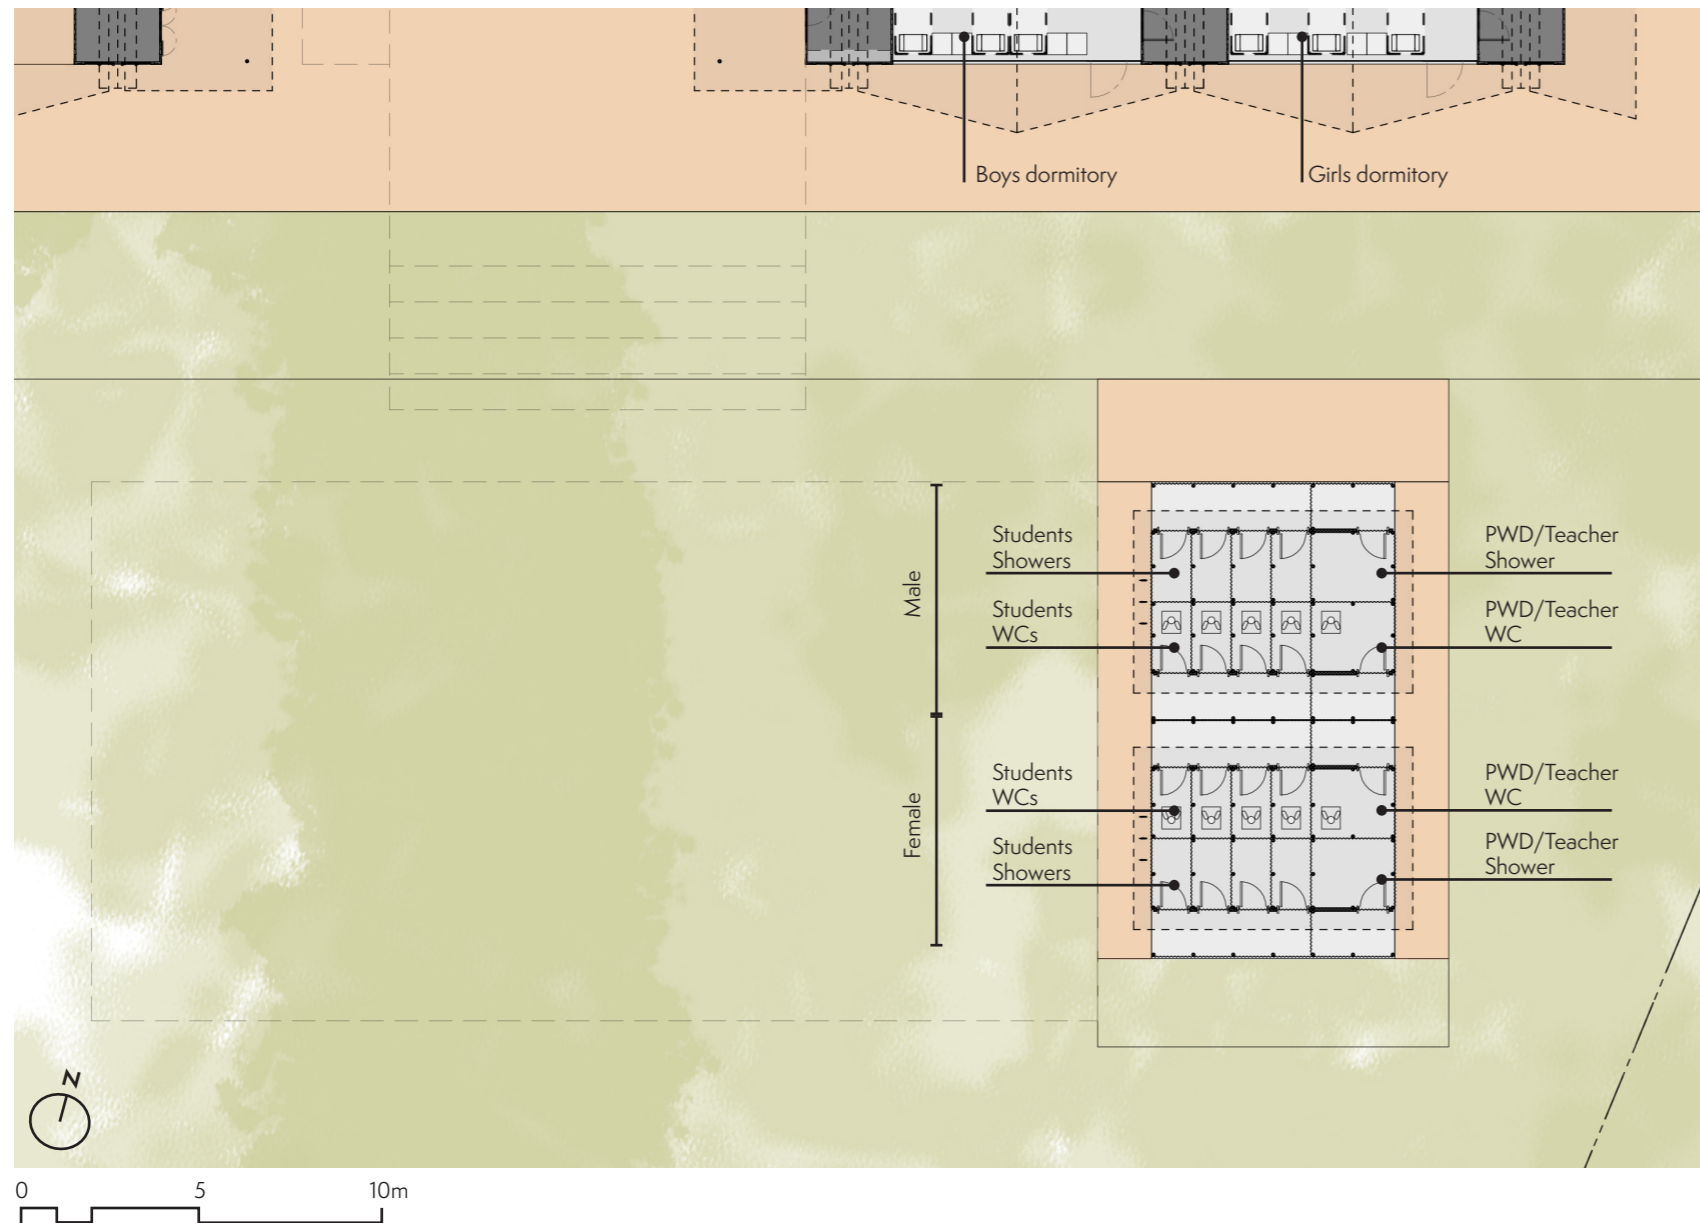 Boys dormitory
Girls dormitory
Students
Showers
PWD/Teacher
Shower
Male
Students
WCs
PWD/Teacher
WC
Students
WCs
PWD/Teacher
WC
Female
Students
Showers
PWD/Teacher
Shower
N
0 5 10m